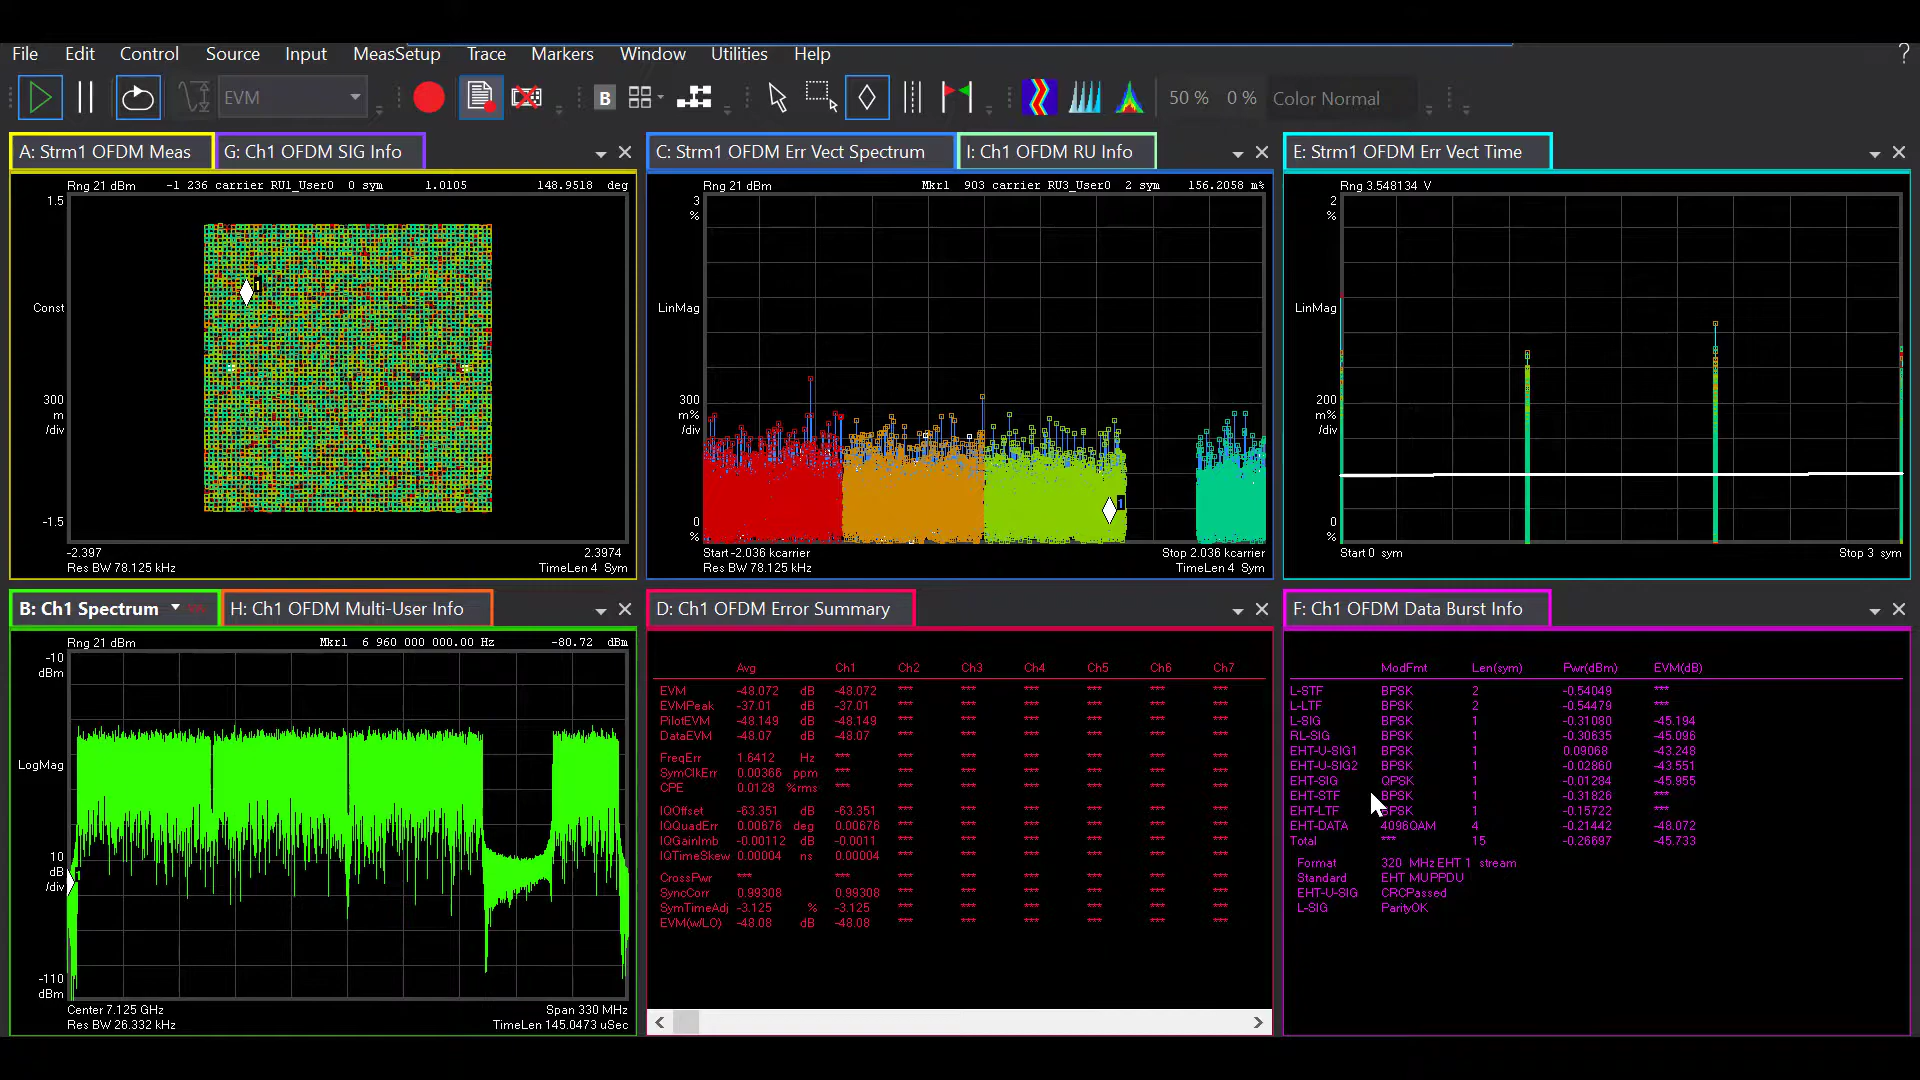 File Edit Control Source Input MeasSetup Trace Markers Window Utilities Help ?
EVM B 50 % 0 % Color Normal
A: Strm1 OFDM Meas G: Ch1 OFDM SIG Info
Rng 21 dBm -1 236 carrier RU1_User0 0 sym 1.0105 148.9518 deg
1.5
1
Const
300
m
/div
-1.5
-2.397 2.3974
Res BW 78.125 kHz TimeLen 4 Sym
C: Strm1 OFDM Err Vect Spectrum I: Ch1 OFDM RU Info
Rng 21 dBm Mkr1 903 carrier RU3_User0 2 sym 156.2058 m%
3
%
LinMag
300
m%
/div
1
0
%
Start -2.036 kcarrier Stop 2.036 kcarrier
Res BW 78.125 kHz TimeLen 4 Sym
E: Strm1 OFDM Err Vect Time
Rng 3.548134 V
2
%
LinMag
200
m%
/div
0
%
Start 0 sym Stop 3 sym
B: Ch1 Spectrum H: Ch1 OFDM Multi-User Info
Rng 21 dBm Mkr1 6 960 000 000.00 Hz -80.72 dBm
-10
dBm
LogMag
10
dB
/div
1
-110
dBm
Center 7.125 GHz Span 330 MHz
Res BW 26.332 kHz TimeLen 145.0473 uSec
D: Ch1 OFDM Error Summary
Avg Ch1 Ch2 Ch3 Ch4 Ch5 Ch6 Ch7
EVM -48.072 dB -48.072 *** *** *** *** *** ***
EVMPeak -37.01 dB -37.01 *** *** *** *** *** ***
PilotEVM -48.149 dB -48.149 *** *** *** *** *** ***
DataEVM -48.07 dB -48.07 *** *** *** *** *** ***
FreqErr 1.6412 Hz *** *** *** *** *** *** ***
SymClkErr 0.00366 ppm *** *** *** *** *** *** ***
CPE 0.0128 %rms *** *** *** *** *** *** ***
IQOffset -63.351 dB -63.351 *** *** *** *** *** ***
IQQuadErr 0.00676 deg 0.00676 *** *** *** *** *** ***
IQGainImb -0.00112 dB -0.0011 *** *** *** *** *** ***
IQTimeSkew 0.00004 ns 0.00004 *** *** *** *** *** ***
CrossPwr *** *** *** *** *** *** *** ***
SyncCorr 0.99308 0.99308 *** *** *** *** *** ***
SymTimeAdj -3.125 % -3.125 *** *** *** *** *** ***
EVM(w/LO) -48.08 dB -48.08 *** *** *** *** *** ***
F: Ch1 OFDM Data Burst Info
ModFmt Len(sym) Pwr(dBm) EVM(dB)
L-STF BPSK 2 -0.54049 ***
L-LTF BPSK 2 -0.54479 ***
L-SIG BPSK 1 -0.31080 -45.194
RL-SIG BPSK 1 -0.30635 -45.096
EHT-U-SIG1 BPSK 1 0.09068 -43.248
EHT-U-SIG2 BPSK 1 -0.02860 -43.551
EHT-SIG QPSK 1 -0.01284 -45.955
EHT-STF BPSK 1 -0.31826 ***
EHT-LTF BPSK 1 -0.15722 ***
EHT-DATA 4096QAM 4 -0.21442 -48.072
Total *** 15 -0.26697 -45.733
Format 320 MHz EHT 1 stream
Standard EHT MU PPDU
EHT-U-SIG CRCPassed
L-SIG ParityOK